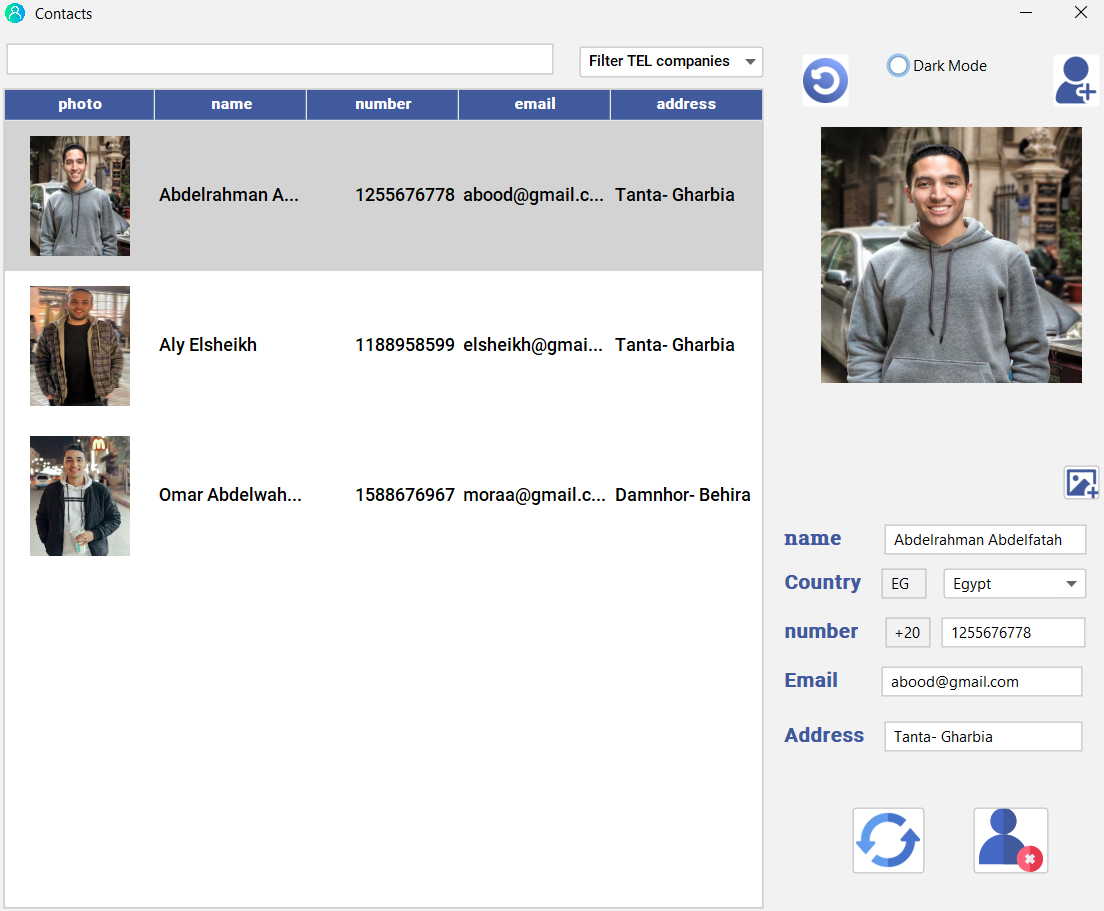 Contacts
Filter TEL companies
Dark Mode
photo name number email address
Abdelrahman A... 1255676778 abood@gmail.c... Tanta- Gharbia
Aly Elsheikh 1188958599 elsheikh@gmai... Tanta- Gharbia
Omar Abdelwah... 1588676967 moraa@gmail.c... Damnhor- Behira
name Abdelrahman Abdelfatah
Country EG Egypt
number +20 1255676778
Email abood@gmail.com
Address Tanta- Gharbia